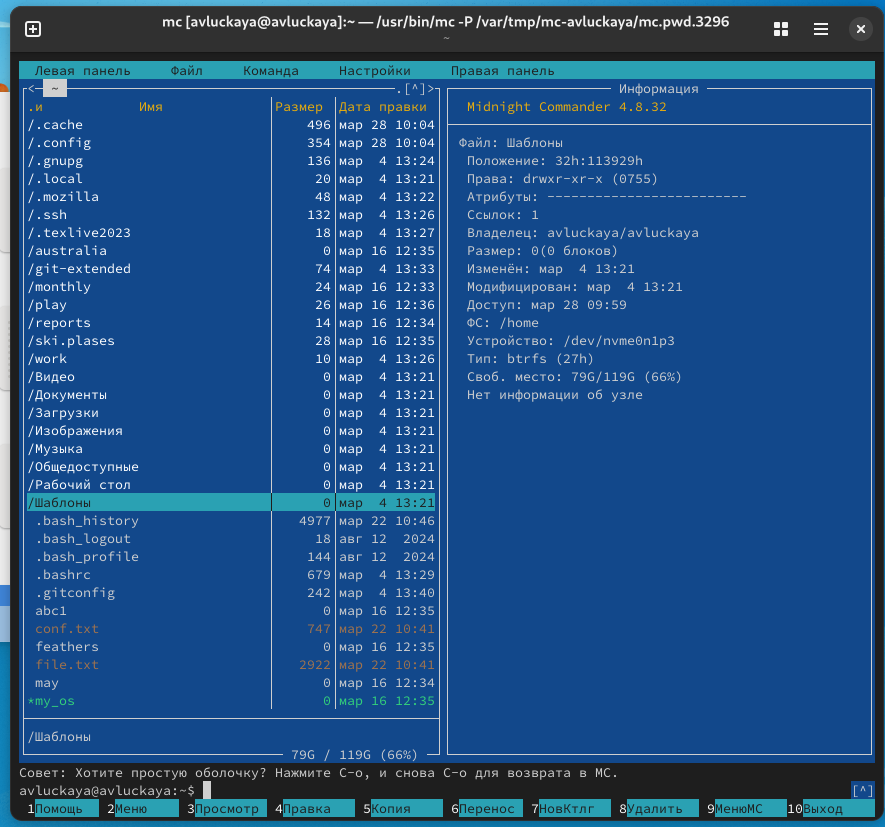 mc [avluckaya@avluckaya]:~ — /usr/bin/mc -P /var/tmp/mc-avluckaya/mc.pwd.3296
~
Левая панель Файл Команда Настройки Правая панель
<─ ~ .[^]>
.и Имя Размер Дата правки
/.cache 496 мар 28 10:04
/.config 354 мар 28 10:04
/.gnupg 136 мар 4 13:24
/.local 20 мар 4 13:21
/.mozilla 48 мар 4 13:22
/.ssh 132 мар 4 13:26
/.texlive2023 18 мар 4 13:27
/australia 0 мар 16 12:35
/git-extended 74 мар 4 13:33
/monthly 24 мар 16 12:33
/play 26 мар 16 12:36
/reports 14 мар 16 12:34
/ski.plases 28 мар 16 12:35
/work 10 мар 4 13:26
/Видео 0 мар 4 13:21
/Документы 0 мар 4 13:21
/Загрузки 0 мар 4 13:21
/Изображения 0 мар 4 13:21
/Музыка 0 мар 4 13:21
/Общедоступные 0 мар 4 13:21
/Рабочий стол 0 мар 4 13:21
/Шаблоны 0 мар 4 13:21
.bash_history 4977 мар 22 10:46
.bash_logout 18 авг 12 2024
.bash_profile 144 авг 12 2024
.bashrc 679 мар 4 13:29
.gitconfig 242 мар 4 13:40
abc1 0 мар 16 12:35
conf.txt 747 мар 22 10:41
feathers 0 мар 16 12:35
file.txt 2922 мар 22 10:41
may 0 мар 16 12:34
*my_os 0 мар 16 12:35
/Шаблоны
79G / 119G (66%)
Информация
Midnight Commander 4.8.32
Файл: Шаблоны
Положение: 32h:113929h
Права: drwxr-xr-x (0755)
Атрибуты: -------------------------
Ссылок: 1
Владелец: avluckaya/avluckaya
Размер: 0(0 блоков)
Изменён: мар 4 13:21
Модифицирован: мар 4 13:21
Доступ: мар 28 09:59
ФС: /home
Устройство: /dev/nvme0n1p3
Тип: btrfs (27h)
Своб. место: 79G/119G (66%)
Нет информации об узле
Совет: Хотите простую оболочку? Нажмите C-o, и снова C-o для возврата в MC.
avluckaya@avluckaya:~$ [^]
1Помощь 2Меню 3Просмотр 4Правка 5Копия 6Перенос 7НовКтлг 8Удалить 9МенюMC 10Выход